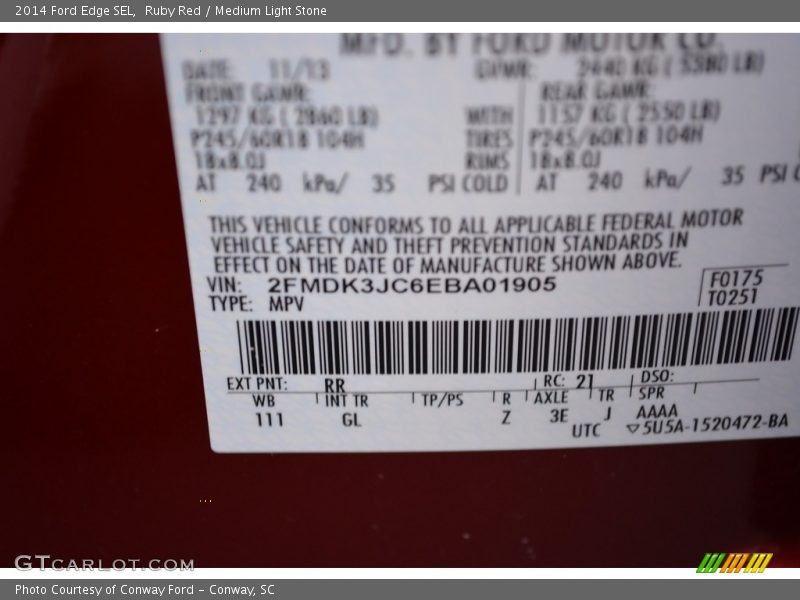 2014 Ford Edge SEL,  Ruby Red / Medium Light Stone
MFD. BY FORD MOTOR CO.
DATE: 11/13 GVWR: 2440 KG ( 5380 LB)
FRONT GAWR: REAR GAWR:
1297 KG ( 2860 LB) WITH 1157 KG ( 2550 LB)
P245/60R18 104H TIRES P245/60R18 104H
18x8.0J RIMS 18x8.0J
AT 240 kPa/ 35 PSI COLD AT 240 kPa/ 35 PSI C
THIS VEHICLE CONFORMS TO ALL APPLICABLE FEDERAL MOTOR
VEHICLE SAFETY AND THEFT PREVENTION STANDARDS IN
EFFECT ON THE DATE OF MANUFACTURE SHOWN ABOVE.
VIN: 2FMDK3JC6EBA01905 F0175
TYPE: MPV T0251
EXT PNT: RR RC: 21 DSO:
WB INT TR TP/PS R AXLE TR SPR
111 GL Z 3E J AAAA
UTC ▽5U5A-1520472-BA
GTCARLOT.COM
Photo Courtesy of Conway Ford – Conway, SC